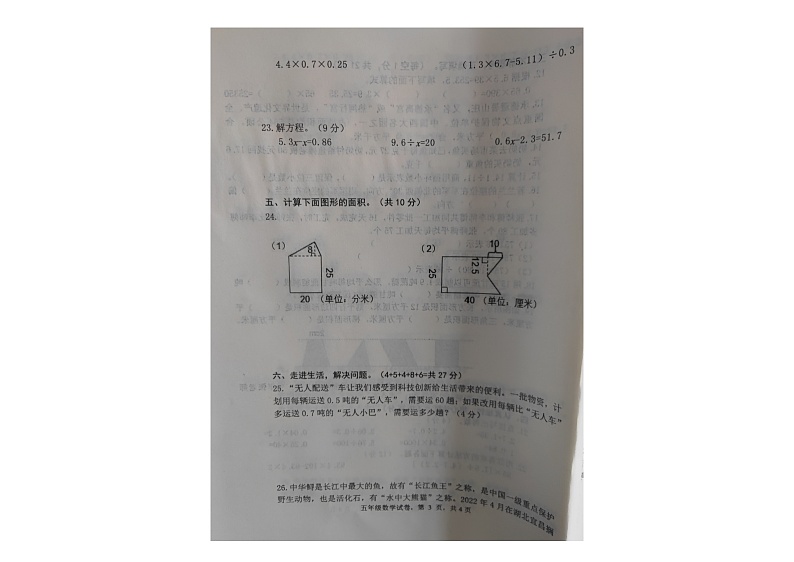 4.4×0.7×0.25
(1.3×6.7-5.11)÷0.3
23.解方程。（9分）
5.3x-x=0.86
9.6÷x=20
0.6x-2.3=51.7
五、计算下面图形的面积。（共10分）
24.
（1）
8
25
20
（单位：分米）
（2）
10
12.5
25
40
（单位：厘米）
六、走进生活，解决问题。（4+5+4+8+6=共27分）
25.“无人配送”车让我们感受到科技创新给生活带来的便利。一批物资，计
划用每辆运送0.5吨的“无人车”，需要运60趟；如果改用每辆比“无人车”
多运送0.7吨的“无人小巴”，需要运多少趟？（4分）
26.中华鲟是长江中最大的鱼，故有“长江鱼王”之称，是中国一级重点保护
野生动物，也是活化石，有“水中大熊猫”之称。2022年4月在湖北宜昌胭
五年级数学试卷，第3页，共4页